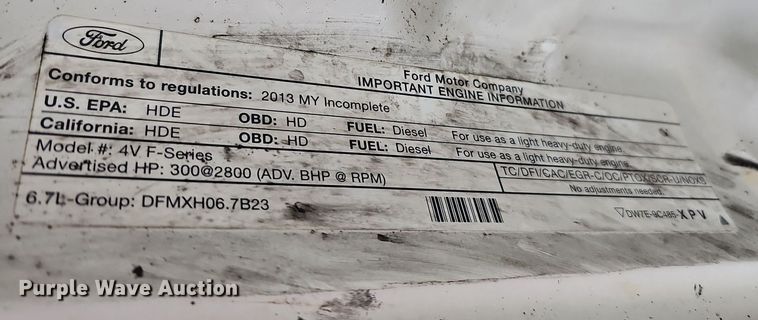 Ford
Ford Motor Company
IMPORTANT ENGINE INFORMATION
Conforms to regulations: 2013 MY Incomplete
U.S. EPA: HDE OBD: HD FUEL: Diesel For use as a light heavy-duty engine.
California: HDE OBD: HD FUEL: Diesel For use as a light heavy-duty engine.
Model #: 4V F-Series
Advertised HP: 300@2800 (ADV. BHP @ RPM)
TC/DFI/CAC/EGR-C/OC/PTOX/SCR-U/NOXS
No adjustments needed.
6.7L-Group: DFMXH06.7B23
DW7E-9C485-XPV
Purple Wave Auction